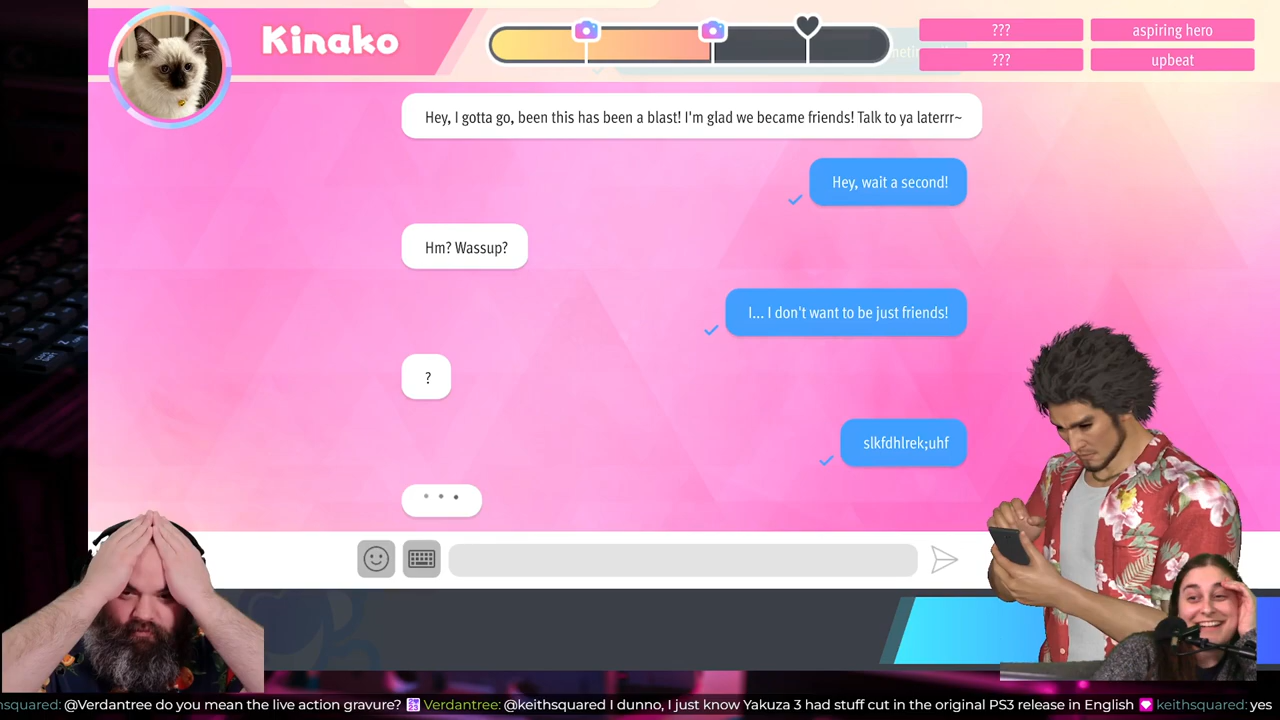 Kinako
???
aspiring hero
???
upbeat
Hey, I gotta go, been this has been a blast! I'm glad we became friends! Talk to ya laterrr~
Hey, wait a second!
Hm? Wassup?
I... I don't want to be just friends!
?
slkfdhlrek;uhf
nsquared: @Verdantree do you mean the live action gravure? Verdantree: @keithsquared I dunno, I just know Yakuza 3 had stuff cut in the original PS3 release in English keithsquared: yes